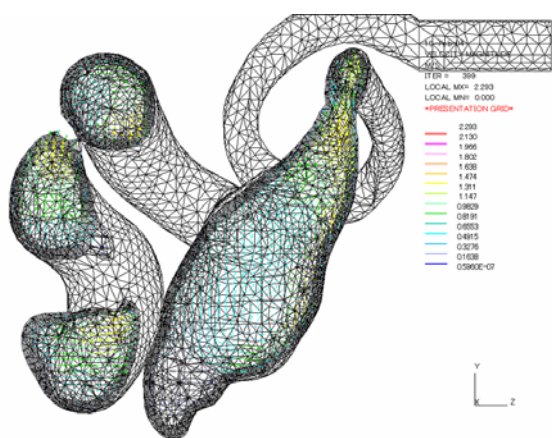 VELOCITY MAGNITUDE
ITER = 399
LOCAL MX= 2.293
LOCAL MN= 0.000
*PRESENTATION GRID*
2.293
2.130
1.966
1.802
1.638
1.474
1.311
1.147
0.9829
0.8191
0.6553
0.4915
0.3276
0.1638
0.5960E-07
Y
X
Z